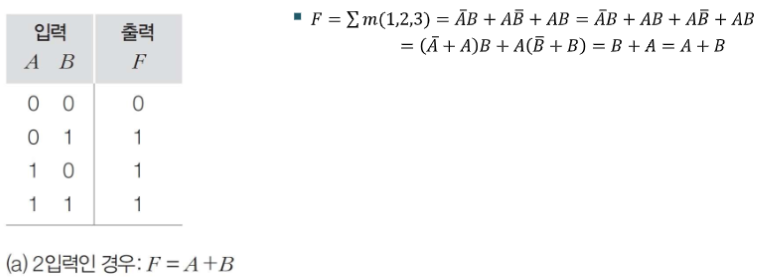 입력 출력
A B F
0 0 0
0 1 1
1 0 1
1 1 1
(a) 2입력인 경우: F = A+B
▪ F = ∑ m(1,2,3) = ĀB + AB̄ + AB = ĀB + AB + AB̄ + AB
= (Ā + A)B + A(B̄ + B) = B + A = A + B